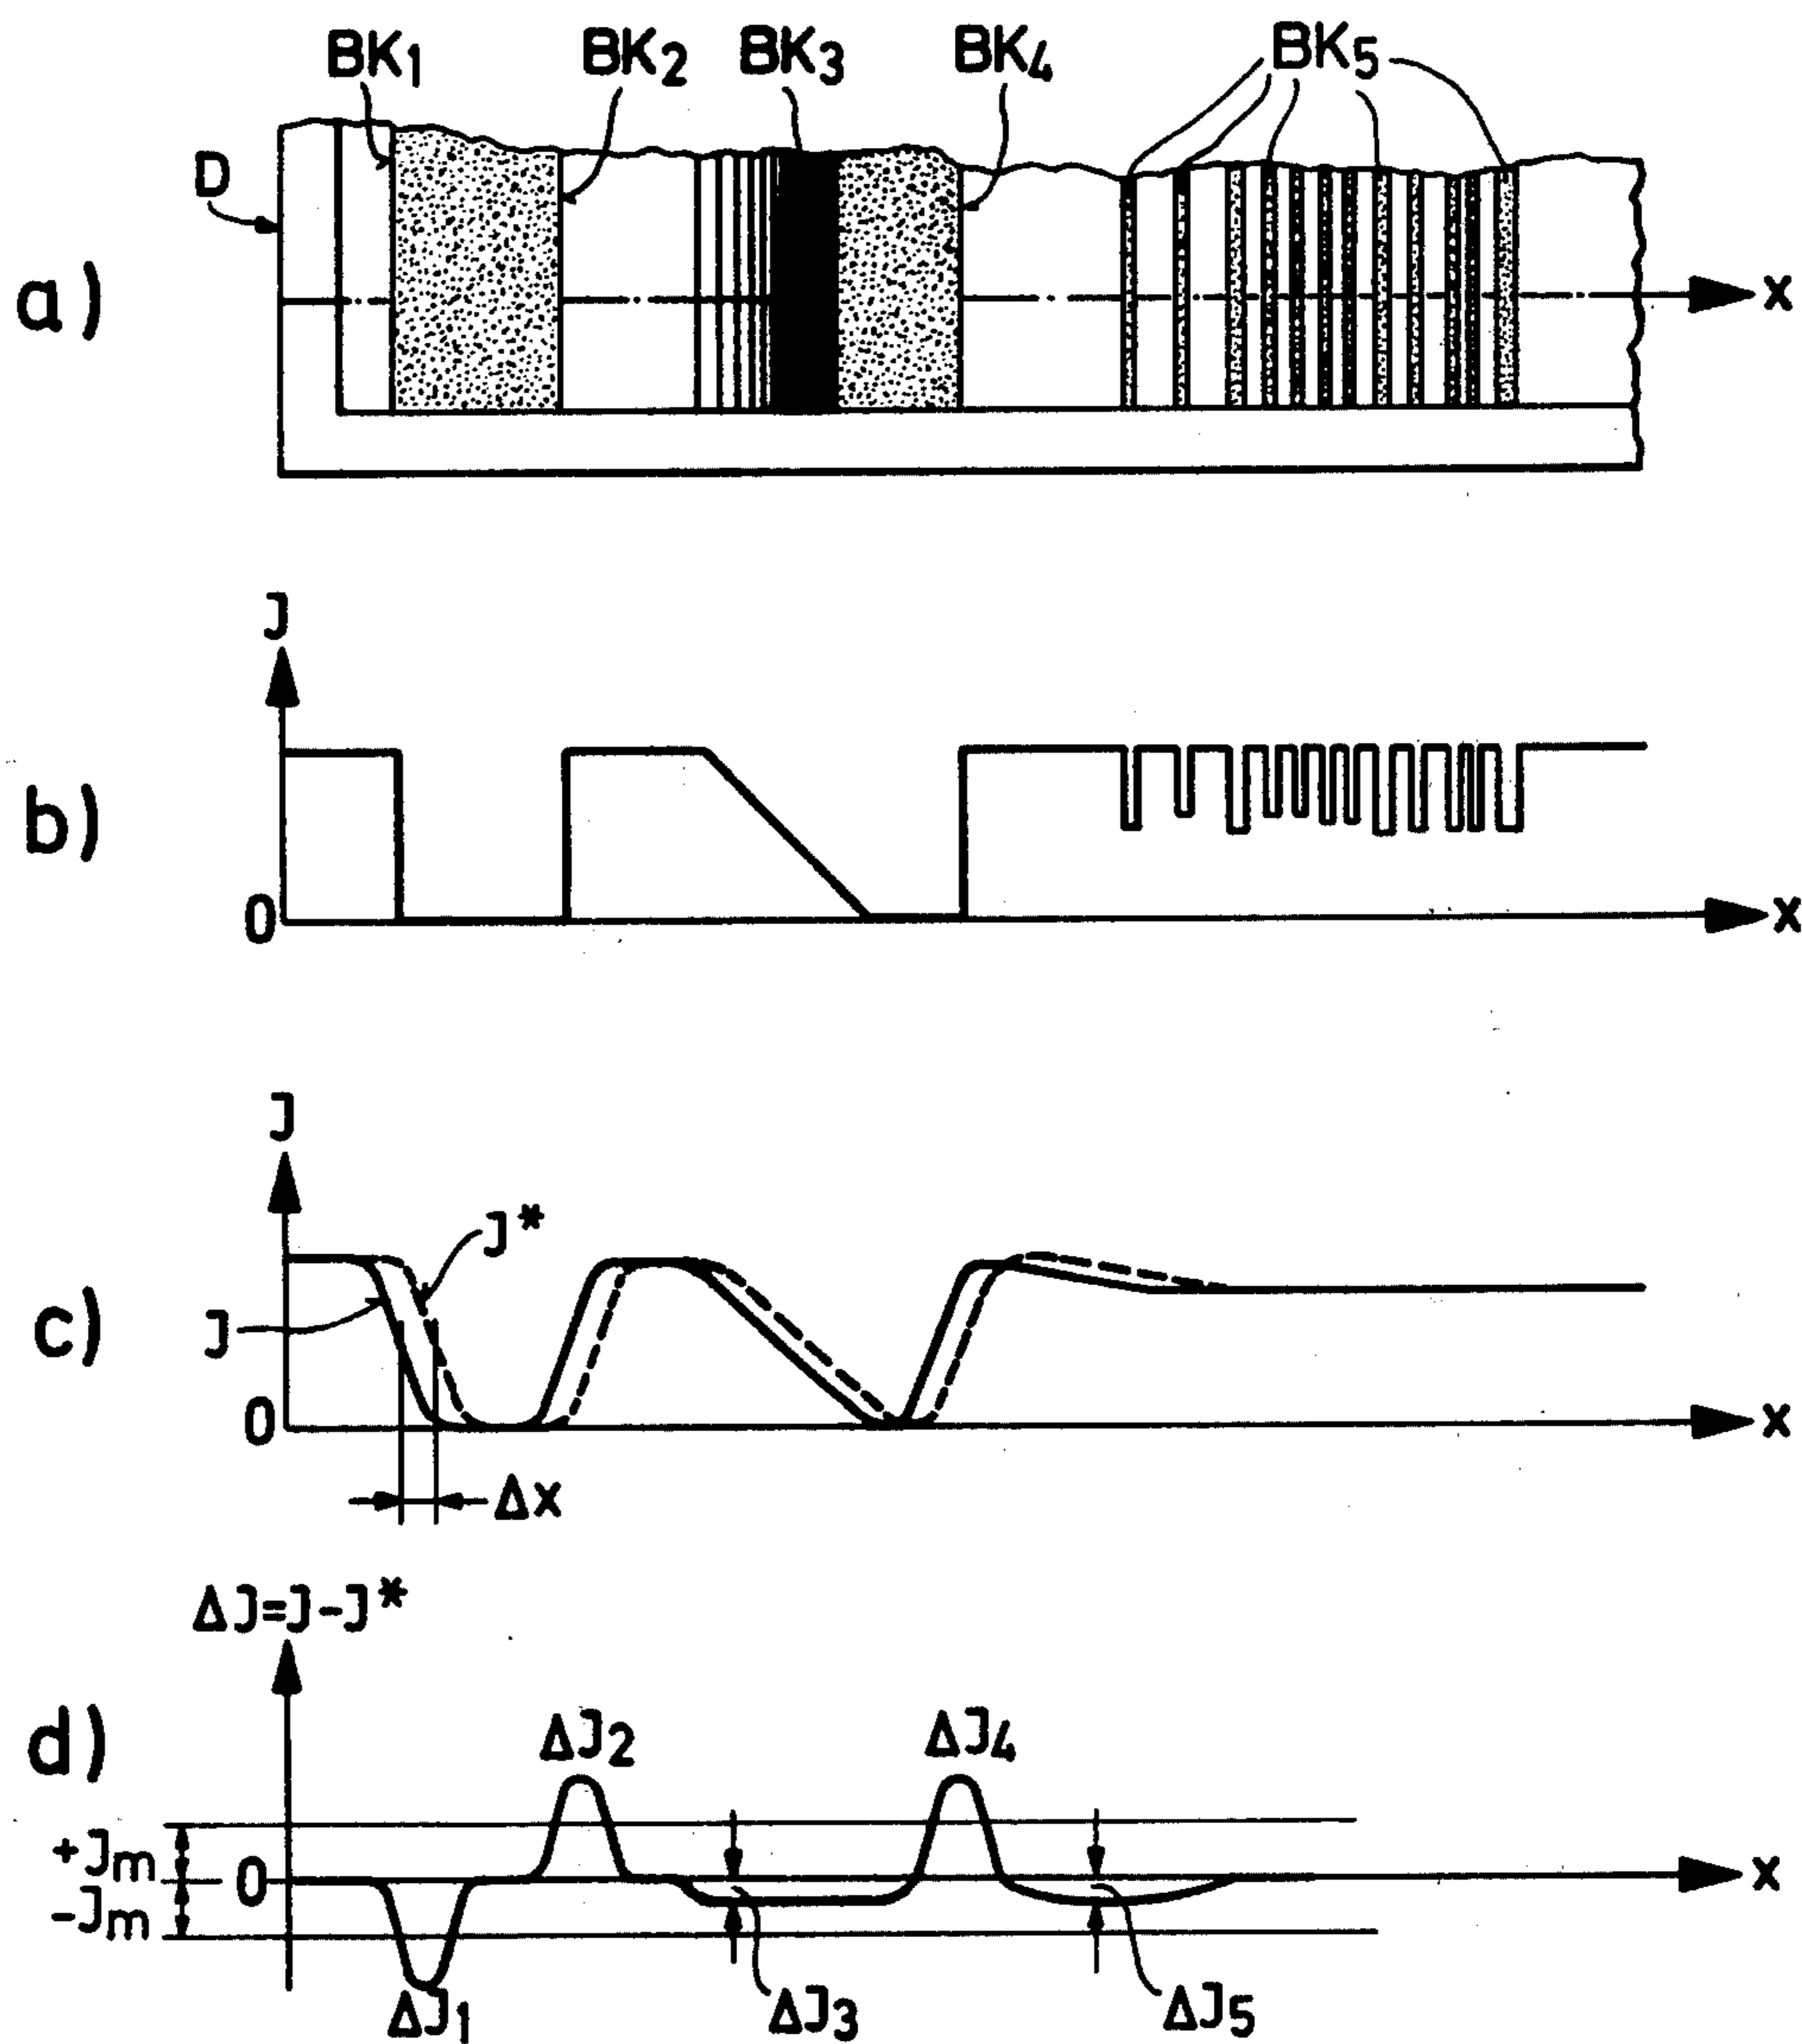 BK1 BK2 BK3 BK4 BK5
D
a)
x
J
b)
0
x
J
J*
c)
J
0
x
Δx
ΔJ=J-J*
d)
ΔJ2
ΔJ4
+Jm
0
x
-Jm
ΔJ1
ΔJ3
ΔJ5